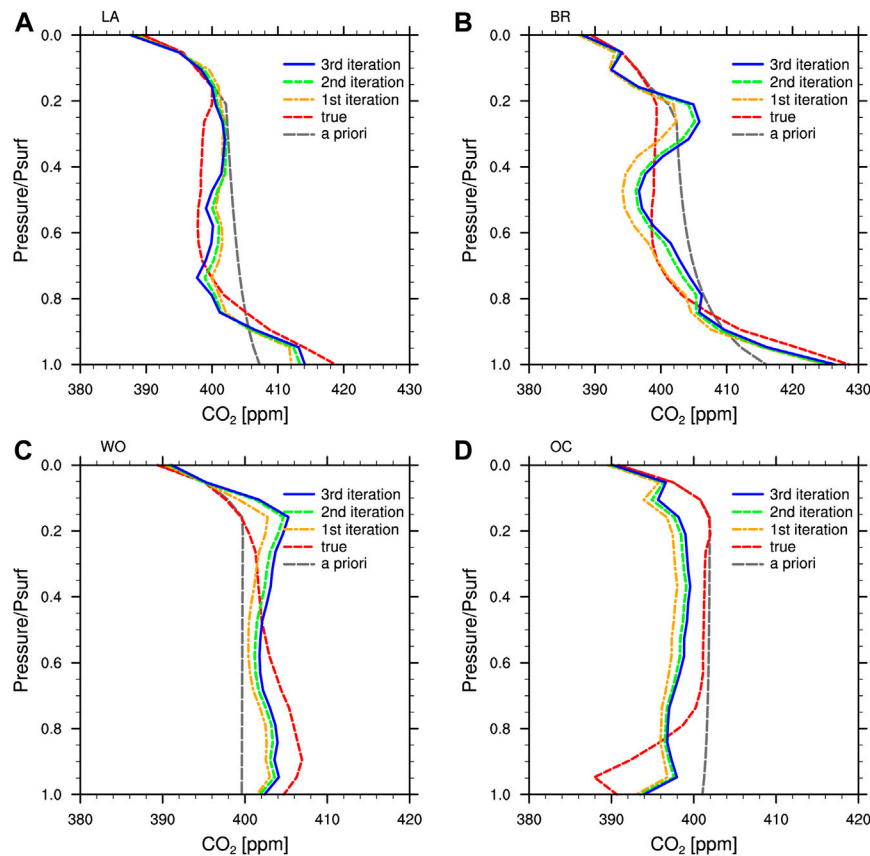 A LA
0.0
0.2
0.4
0.6
0.8
1.0
Pressure/Psurf
3rd iteration
2nd iteration
1st iteration
true
a priori
380 390 400 410 420 430
CO2 [ppm]
B BR
0.0
0.2
0.4
0.6
0.8
1.0
Pressure/Psurf
3rd iteration
2nd iteration
1st iteration
true
a priori
380 390 400 410 420 430
CO2 [ppm]
C WO
0.0
0.2
0.4
0.6
0.8
1.0
Pressure/Psurf
3rd iteration
2nd iteration
1st iteration
true
a priori
380 390 400 410 420
CO2 [ppm]
D OC
0.0
0.2
0.4
0.6
0.8
1.0
Pressure/Psurf
3rd iteration
2nd iteration
1st iteration
true
a priori
380 390 400 410 420
CO2 [ppm]